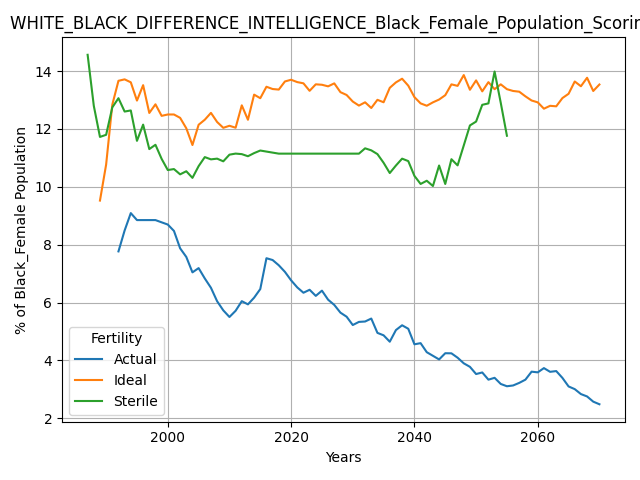 WHITE_BLACK_DIFFERENCE_INTELLIGENCE_Black_Female_Population_Scorin
% of Black_Female Population
14
12
10
8
6
4
2
Fertility
Actual
Ideal
Sterile
2000 2020 2040 2060
Years